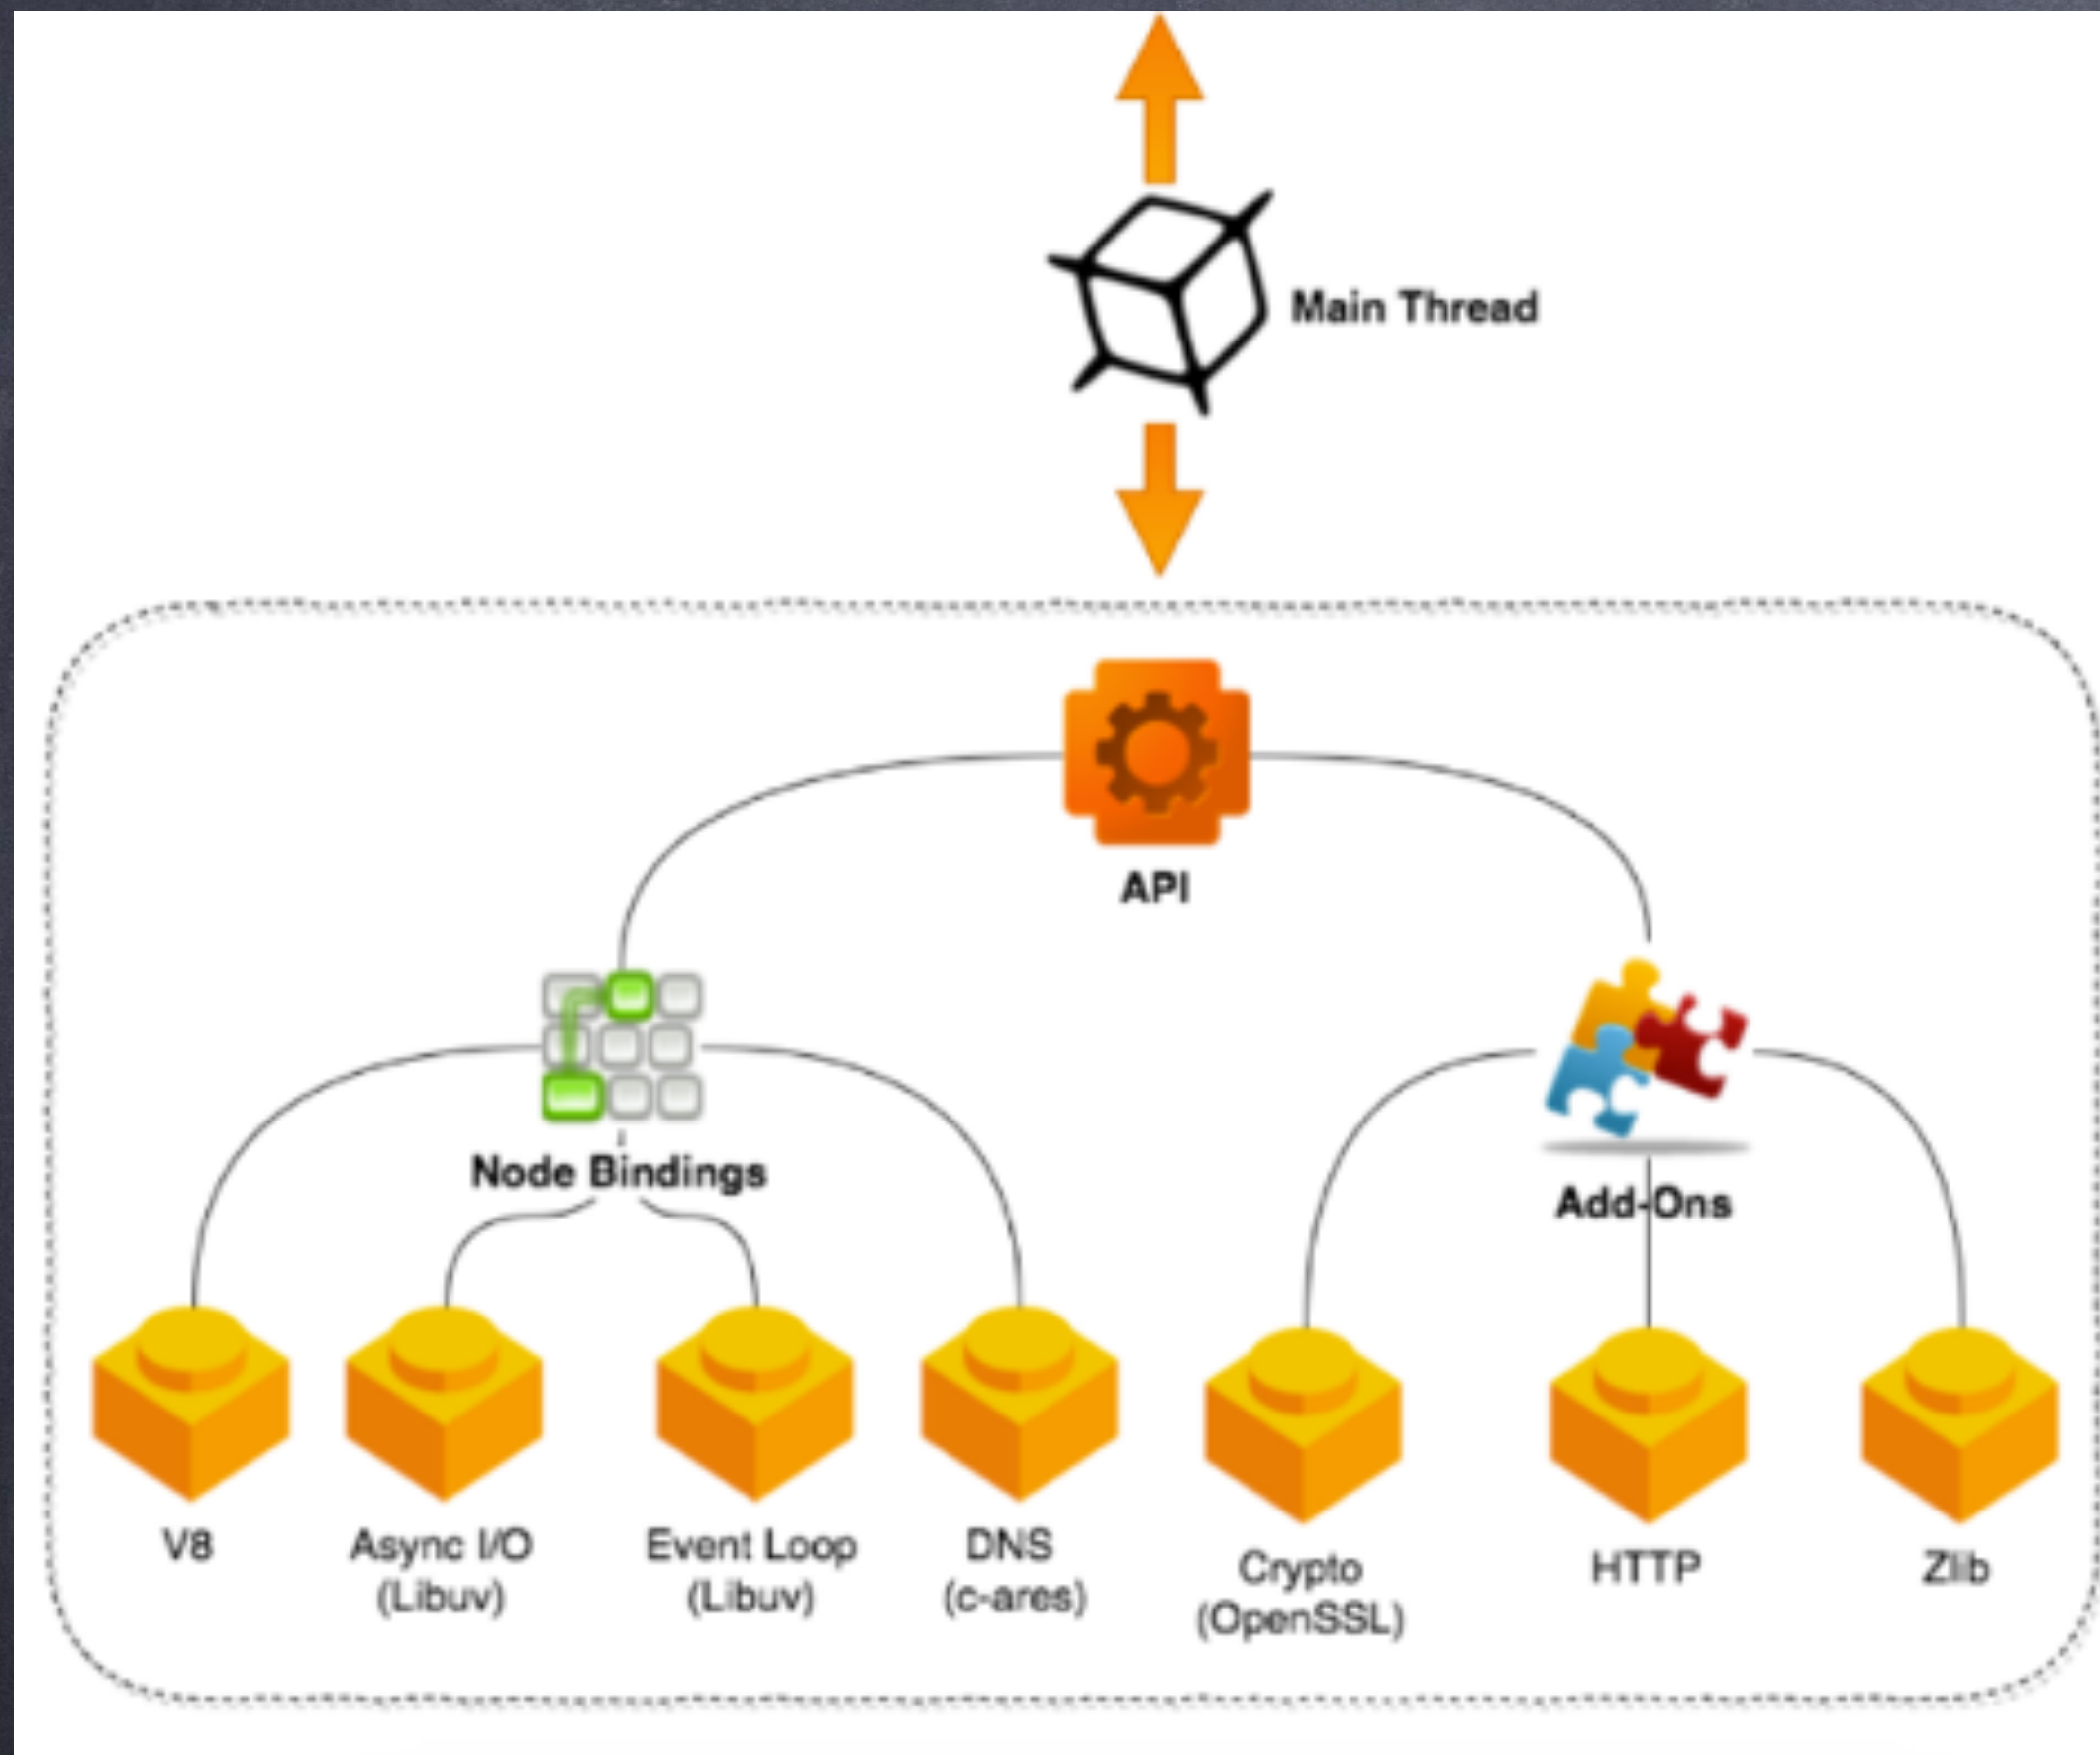 Main Thread
API
Node Bindings
Add-Ons
V8
Async I/O
(Libuv)
Event Loop
(Libuv)
DNS
(c-ares)
Crypto
(OpenSSL)
HTTP
Zlib